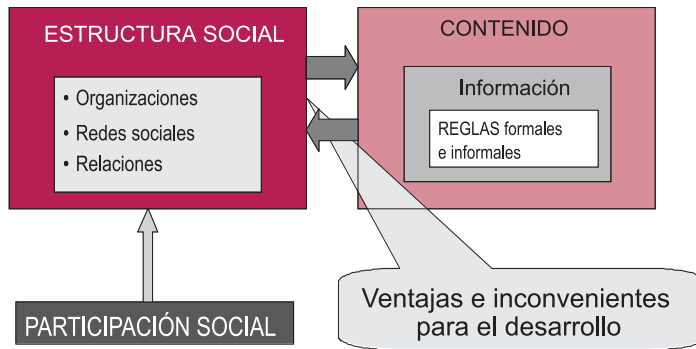 ESTRUCTURA SOCIAL
• Organizaciones
• Redes sociales
• Relaciones
CONTENIDO
Información
REGLAS formales
e informales
PARTICIPACIÓN SOCIAL
Ventajas e inconvenientes
para el desarrollo